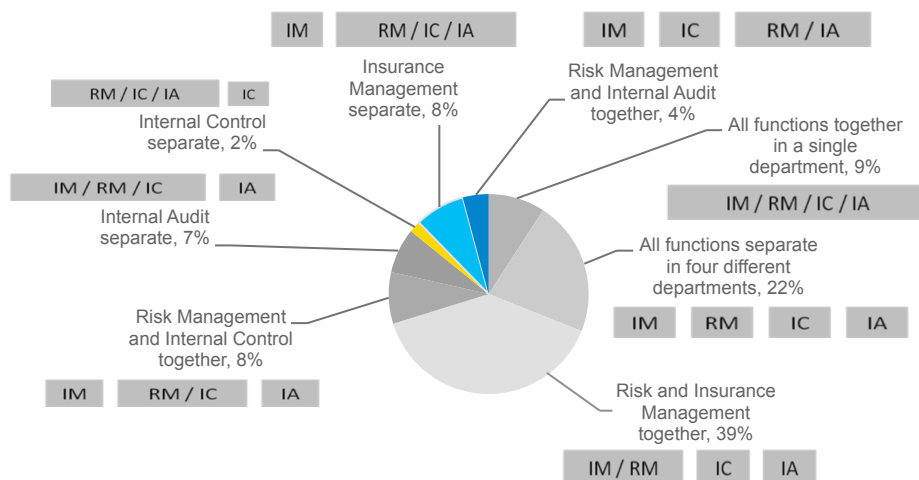 IM
RM / IC / IA
IM
IC
RM / IA
Insurance
Management
separate, 8%
Risk Management
and Internal Audit
together, 4%
RM / IC / IA
IC
Internal Control
separate, 2%
All functions together
in a single
department, 9%
IM / RM / IC
IA
IM / RM / IC / IA
Internal Audit
separate, 7%
All functions separate
in four different
departments, 22%
IM
RM
IC
IA
Risk Management
and Internal Control
together, 8%
IM
RM / IC
IA
Risk and Insurance
Management
together, 39%
IM / RM
IC
IA